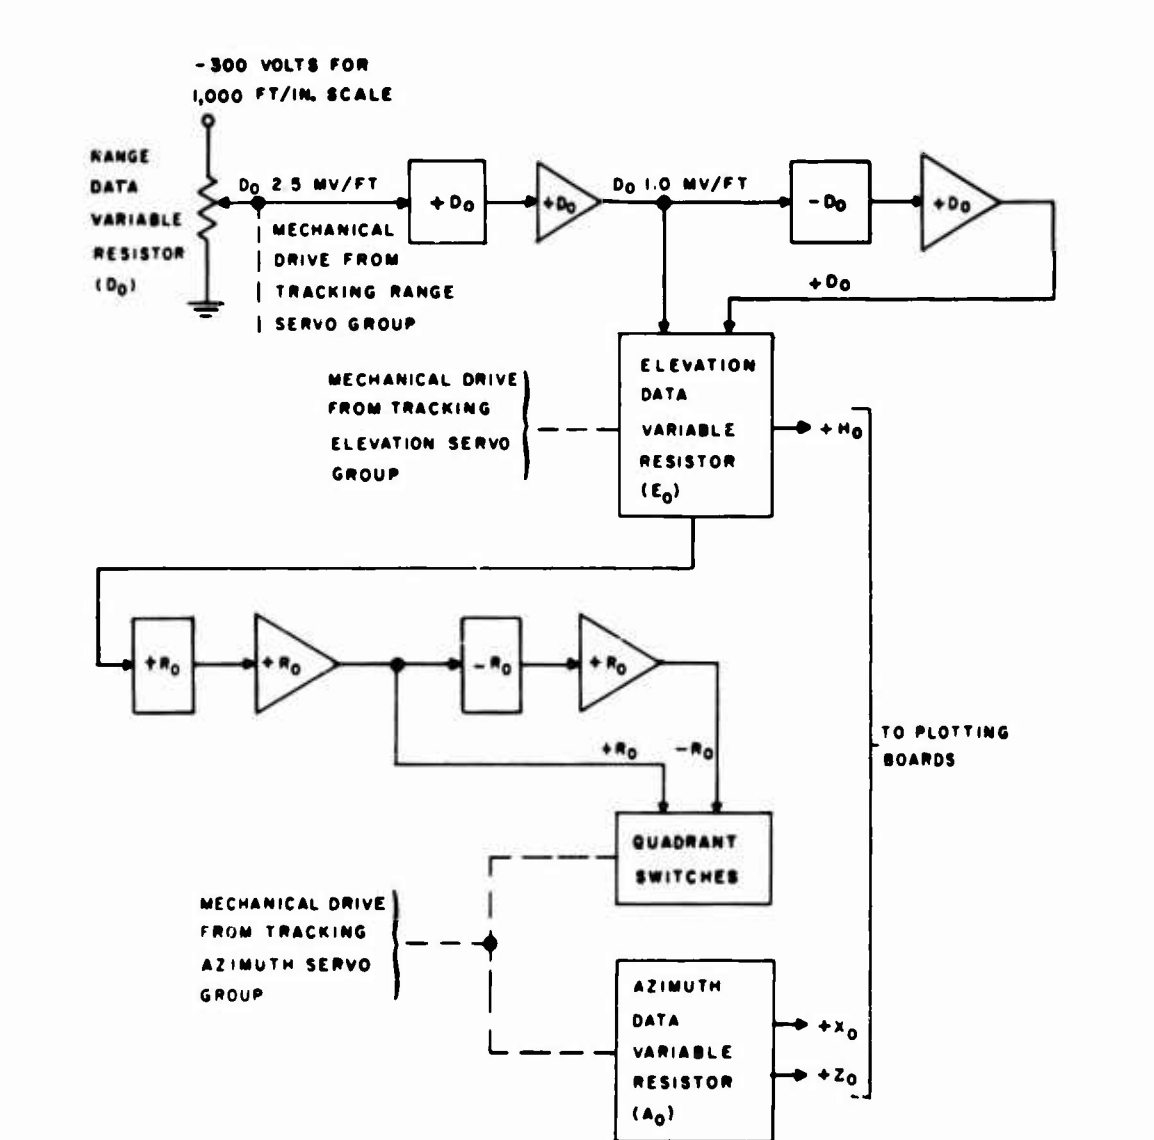 -300 VOLTS FOR
1,000 FT/IN. SCALE
RANGE
DATA
VARIABLE
RESISTOR
(D0)
D0 2.5 MV/FT
MECHANICAL
DRIVE FROM
TRACKING RANGE
SERVO GROUP
+D0
+D0
D0 1.0 MV/FT
-D0
+D0
+D0
MECHANICAL DRIVE
FROM TRACKING
ELEVATION SERVO
GROUP
ELEVATION
DATA
VARIABLE
RESISTOR
(E0)
+H0
+R0
+R0
-R0
+R0
+R0
-R0
TO PLOTTING
BOARDS
QUADRANT
SWITCHES
MECHANICAL DRIVE
FROM TRACKING
AZIMUTH SERVO
GROUP
AZIMUTH
DATA
VARIABLE
RESISTOR
(A0)
+X0
+Z0